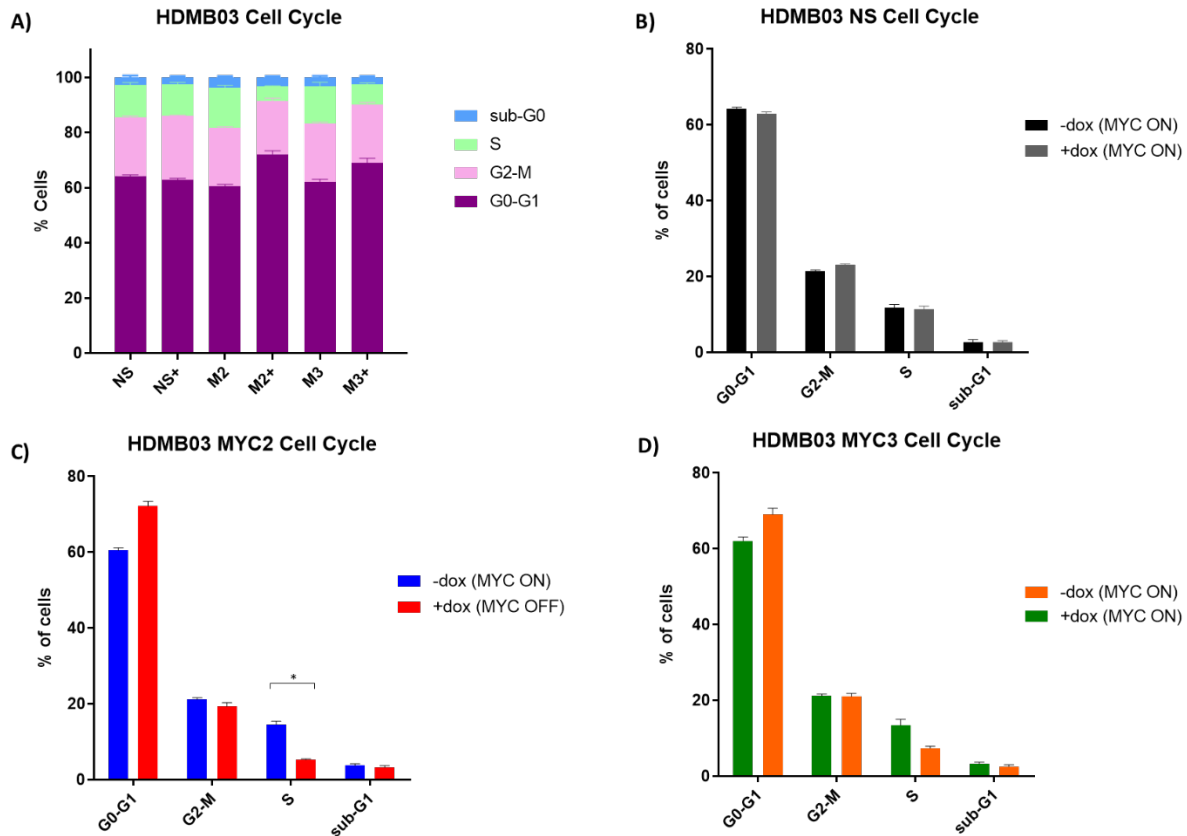 A)
HDMB03 Cell Cycle
% Cells
100
80
60
40
20
0
NS
NS+
M2
M2+
M3
M3+
sub-G0
S
G2-M
G0-G1
B)
HDMB03 NS Cell Cycle
% of cells
80
60
40
20
0
G0-G1
G2-M
S
sub-G1
-dox (MYC ON)
+dox (MYC ON)
C)
HDMB03 MYC2 Cell Cycle
% of cells
80
60
40
20
0
*
G0-G1
G2-M
S
sub-G1
-dox (MYC ON)
+dox (MYC OFF)
D)
HDMB03 MYC3 Cell Cycle
% of cells
80
60
40
20
0
G0-G1
G2-M
S
sub-G1
-dox (MYC ON)
+dox (MYC ON)